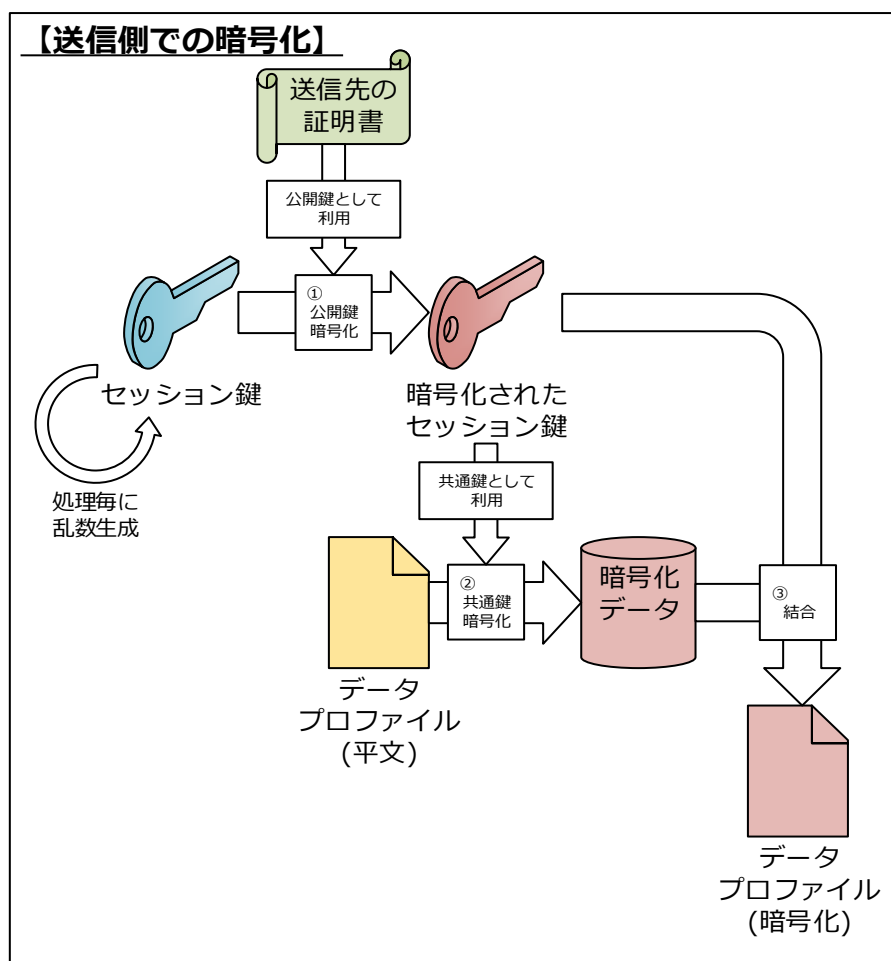 【送信側での暗号化】
送信先の
証明書
公開鍵として
利用
①
公開鍵
暗号化
セッション鍵
暗号化された
セッション鍵
処理毎に
乱数生成
共通鍵として
利用
②
共通鍵
暗号化
暗号化
データ
③
結合
データ
プロファイル
(平文)
データ
プロファイル
(暗号化)